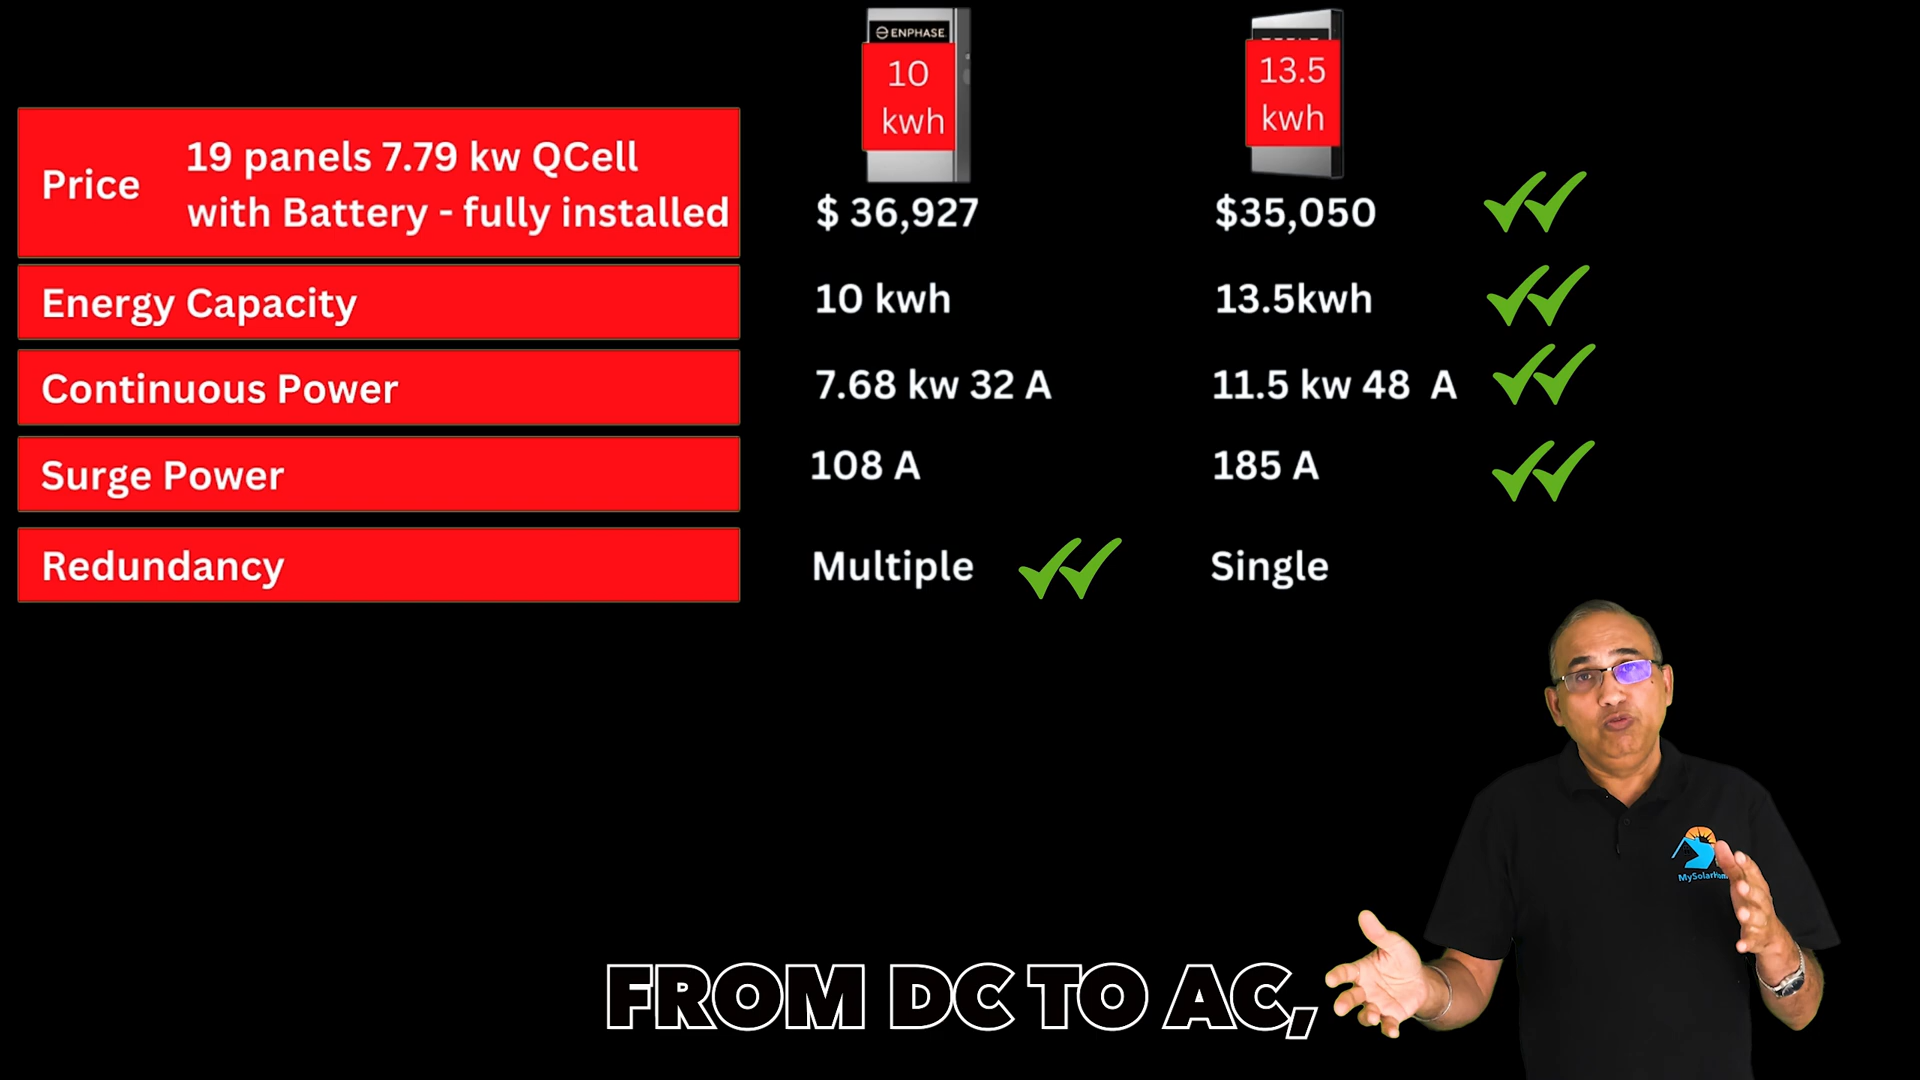 ENPHASE
10
kwh
13.5
kwh
Price
19 panels 7.79 kw QCell
with Battery - fully installed
$ 36,927
$35,050
Energy Capacity
10 kwh
13.5kwh
Continuous Power
7.68 kw 32 A
11.5 kw 48 A
Surge Power
108 A
185 A
Redundancy
Multiple
Single
FROM DC TO AC,